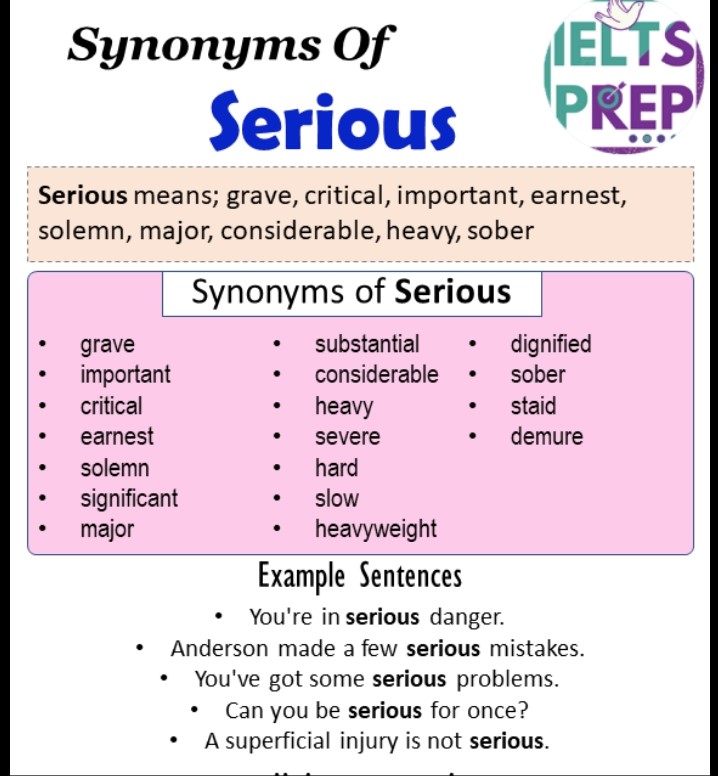 Synonyms Of
Serious
IELTS
PREP
Serious means; grave, critical, important, earnest,
solemn, major, considerable, heavy, sober
Synonyms of Serious
• grave
• important
• critical
• earnest
• solemn
• significant
• major
• substantial
• considerable
• heavy
• severe
• hard
• slow
• heavyweight
• dignified
• sober
• staid
• demure
Example Sentences
• You're in serious danger.
• Anderson made a few serious mistakes.
• You've got some serious problems.
• Can you be serious for once?
• A superficial injury is not serious.